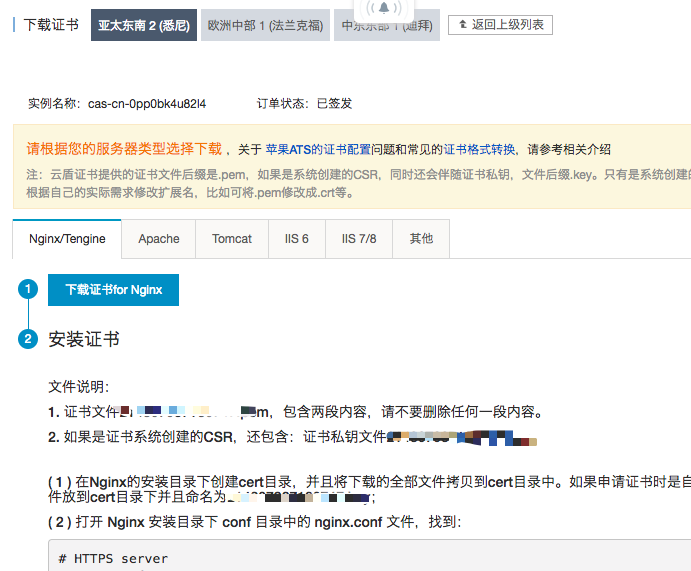 下载证书 亚太东南 2 (悉尼) 欧洲中部 1 (法兰克福) 中东东部 1 (迪拜) 返回上级列表
实例名称：cas-cn-0pp0bk4u82l4 订单状态：已签发
请根据您的服务器类型选择下载 ，关于 苹果ATS的证书配置问题和常见的证书格式转换，请参考相关介绍
注：云盾证书提供的证书文件后缀是.pem，如果是系统创建的CSR，同时还会伴随证书私钥，文件后缀.key。只有是系统创建的
根据自己的实际需求修改扩展名，比如可将.pem修改成.crt等。
Nginx/Tengine Apache Tomcat IIS 6 IIS 7/8 其他
1 下载证书for Nginx
2 安装证书
文件说明：
1. 证书文件 ，包含两段内容，请不要删除任何一段内容。
2. 如果是证书系统创建的CSR，还包含：证书私钥文件
( 1 ) 在Nginx的安装目录下创建cert目录，并且将下载的全部文件拷贝到cert目录中。如果申请证书时是自
件放到cert目录下并且命名为 ;
( 2 ) 打开 Nginx 安装目录下 conf 目录中的 nginx.conf 文件，找到：
# HTTPS server